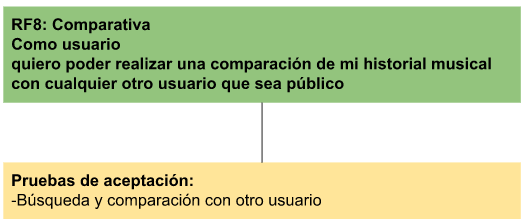 RF8: Comparativa
Como usuario
quiero poder realizar una comparación de mi historial musical
con cualquier otro usuario que sea público
Pruebas de aceptación:
-Búsqueda y comparación con otro usuario